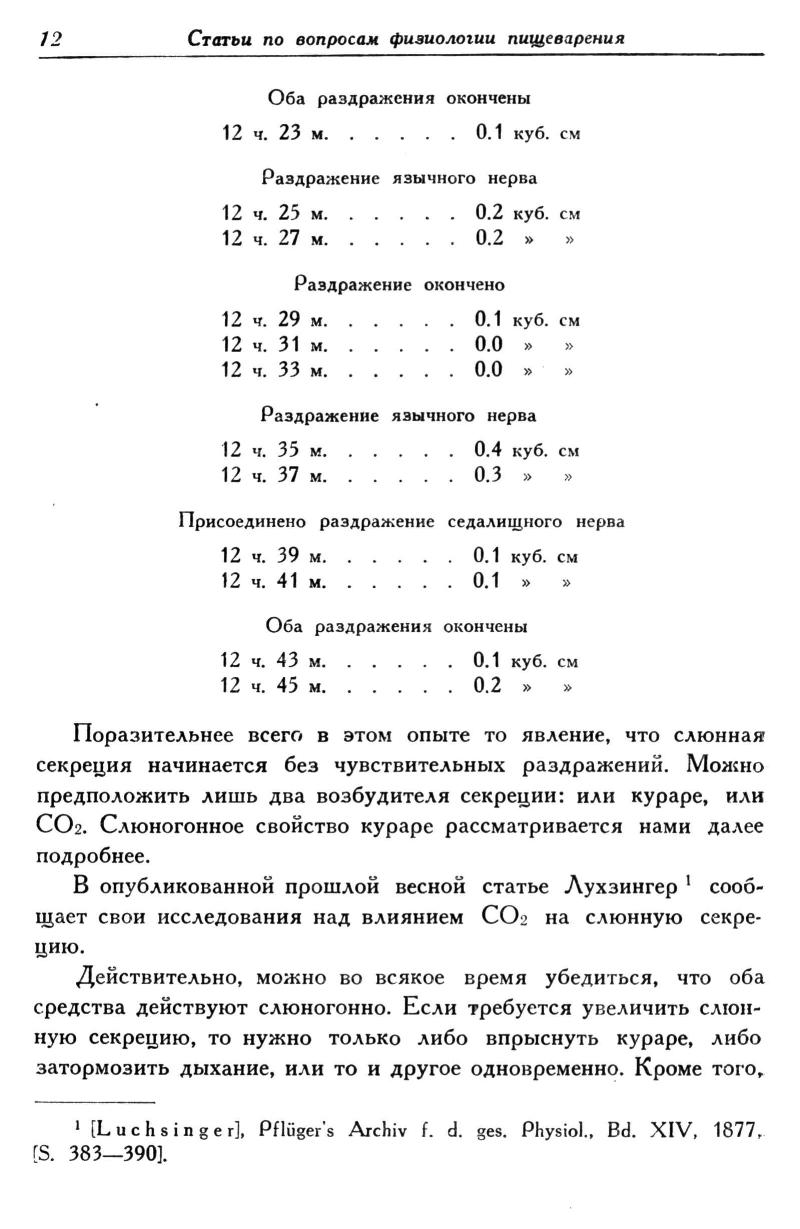 12 Статьи по вопросам физиологии пищеварения
Оба раздражения окончены
12 ч. 23 м. . . . . . 0.1 куб. см
Раздражение язычного нерва
12 ч. 25 м. . . . . . 0.2 куб. см
12 ч. 27 м. . . . . . 0.2 » »
Раздражение окончено
12 ч. 29 м. . . . . . 0.1 куб. см
12 ч. 31 м. . . . . . 0.0 » »
12 ч. 33 м. . . . . . 0.0 » »
Раздражение язычного нерва
12 ч. 35 м. . . . . . 0.4 куб. см
12 ч. 37 м. . . . . . 0.3 » »
Присоединено раздражение седалищного нерва
12 ч. 39 м. . . . . . 0.1 куб. см
12 ч. 41 м. . . . . . 0.1 » »
Оба раздражения окончены
12 ч. 43 м. . . . . . 0.1 куб. см
12 ч. 45 м. . . . . . 0.2 » »
Поразительнее всего в этом опыте то явление, что слюнная
секреция начинается без чувствительных раздражений. Можно
предположить лишь два возбудителя секреции: или кураре, или
CO₂. Слюногонное свойство кураре рассматривается нами далее
подробнее.
В опубликованной прошлой весной статье Лухзингер ¹ сооб-
щает свои исследования над влиянием CO₂ на слюнную секре-
цию.
Действительно, можно во всякое время убедиться, что оба
средства действуют слюногонно. Если требуется увеличить слюн-
ную секрецию, то нужно только либо впрыснуть кураре, либо
затормозить дыхание, или то и другое одновременно. Кроме того,
¹ [Luchsinger], Pflüger's Archiv f. d. ges. Physiol., Bd. XIV, 1877,
[S. 383—390].